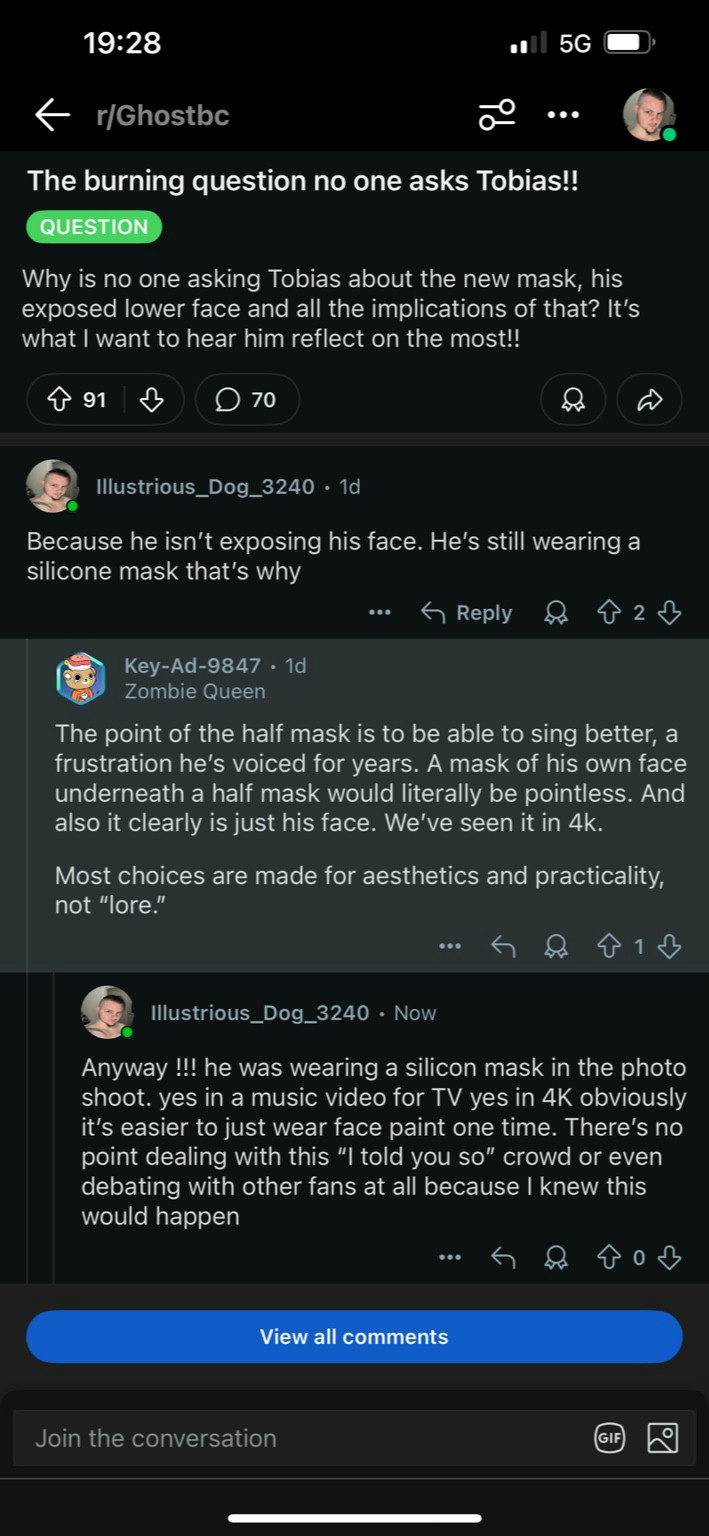 19:28
5G
r/Ghostbc
The burning question no one asks Tobias!!
QUESTION
Why is no one asking Tobias about the new mask, his
exposed lower face and all the implications of that? It’s
what I want to hear him reflect on the most!!
91
70
Illustrious_Dog_3240 • 1d
Because he isn’t exposing his face. He’s still wearing a
silicone mask that’s why
Reply
2
Key-Ad-9847 • 1d
Zombie Queen
The point of the half mask is to be able to sing better, a
frustration he’s voiced for years. A mask of his own face
underneath a half mask would literally be pointless. And
also it clearly is just his face. We’ve seen it in 4k.
Most choices are made for aesthetics and practicality,
not “lore.”
1
Illustrious_Dog_3240 • Now
Anyway !!! he was wearing a silicon mask in the photo
shoot. yes in a music video for TV yes in 4K obviously
it’s easier to just wear face paint one time. There’s no
point dealing with this “I told you so” crowd or even
debating with other fans at all because I knew this
would happen
0
View all comments
Join the conversation
GIF